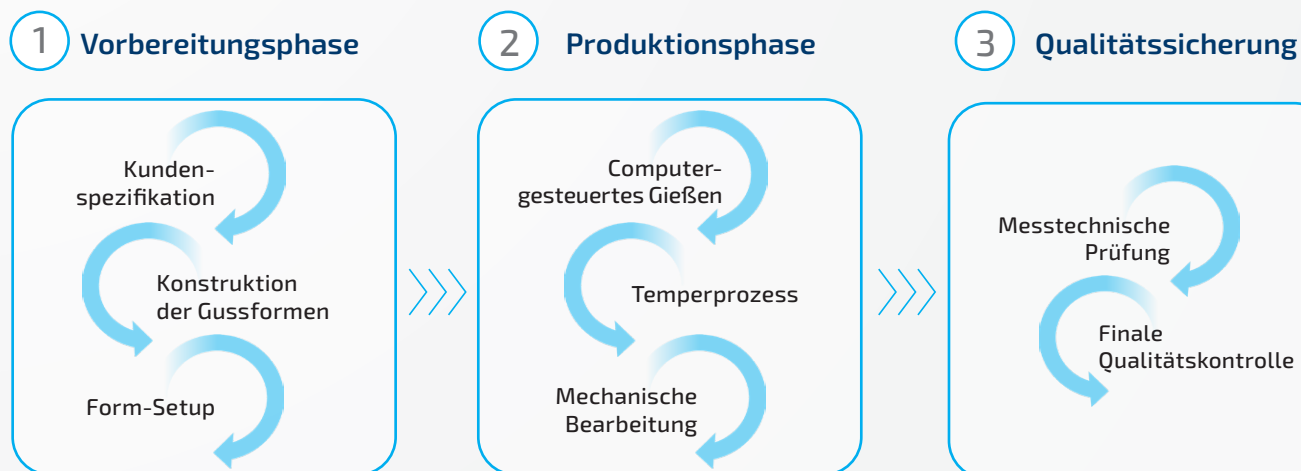 1 Vorbereitungsphase
Kunden-
spezifikation
Konstruktion
der Gussformen
Form-Setup
2 Produktionsphase
Computer-
gesteuertes Gießen
Temperprozess
Mechanische
Bearbeitung
3 Qualitätssicherung
Messtechnische
Prüfung
Finale
Qualitätskontrolle